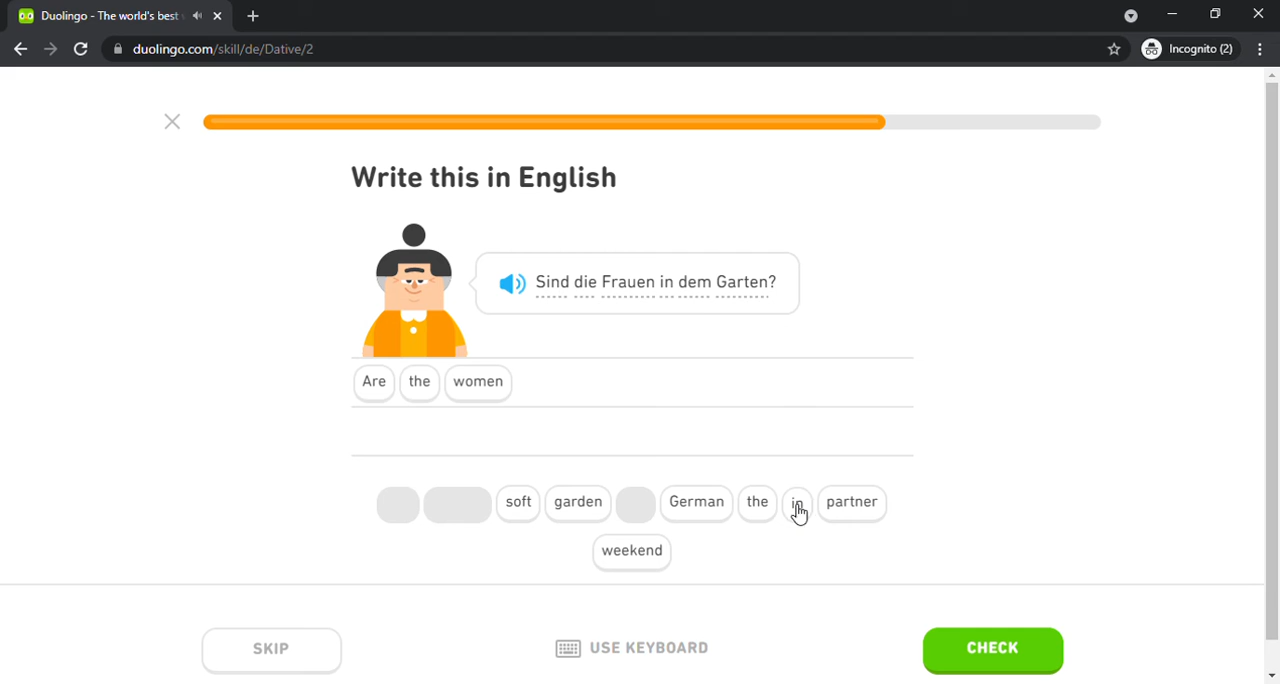 Duolingo - The world's best
duolingo.com/skill/de/Dative/2
Incognito (2)
Write this in English
Sind die Frauen in dem Garten?
Are the women
soft garden German the in partner
weekend
SKIP
USE KEYBOARD
CHECK